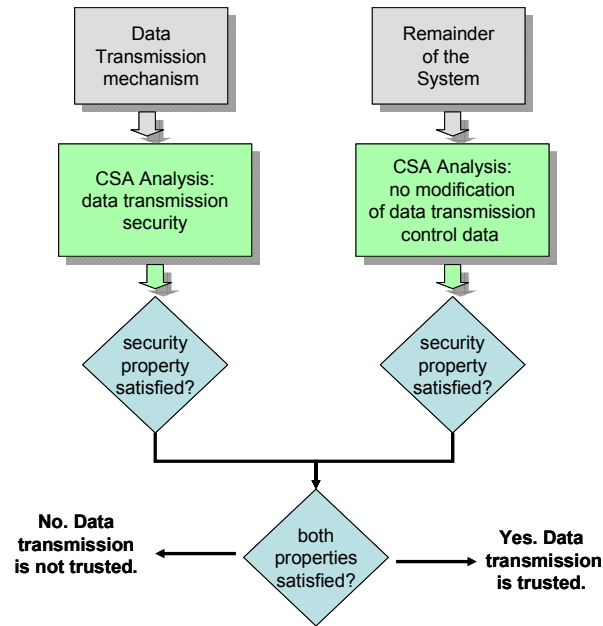 Data
Transmission
mechanism
Remainder
of the
System
CSA Analysis:
data transmission
security
CSA Analysis:
no modification
of data transmission
control data
security
property
satisfied?
security
property
satisfied?
No. Data
transmission
is not trusted.
both
properties
satisfied?
Yes. Data
transmission
is trusted.